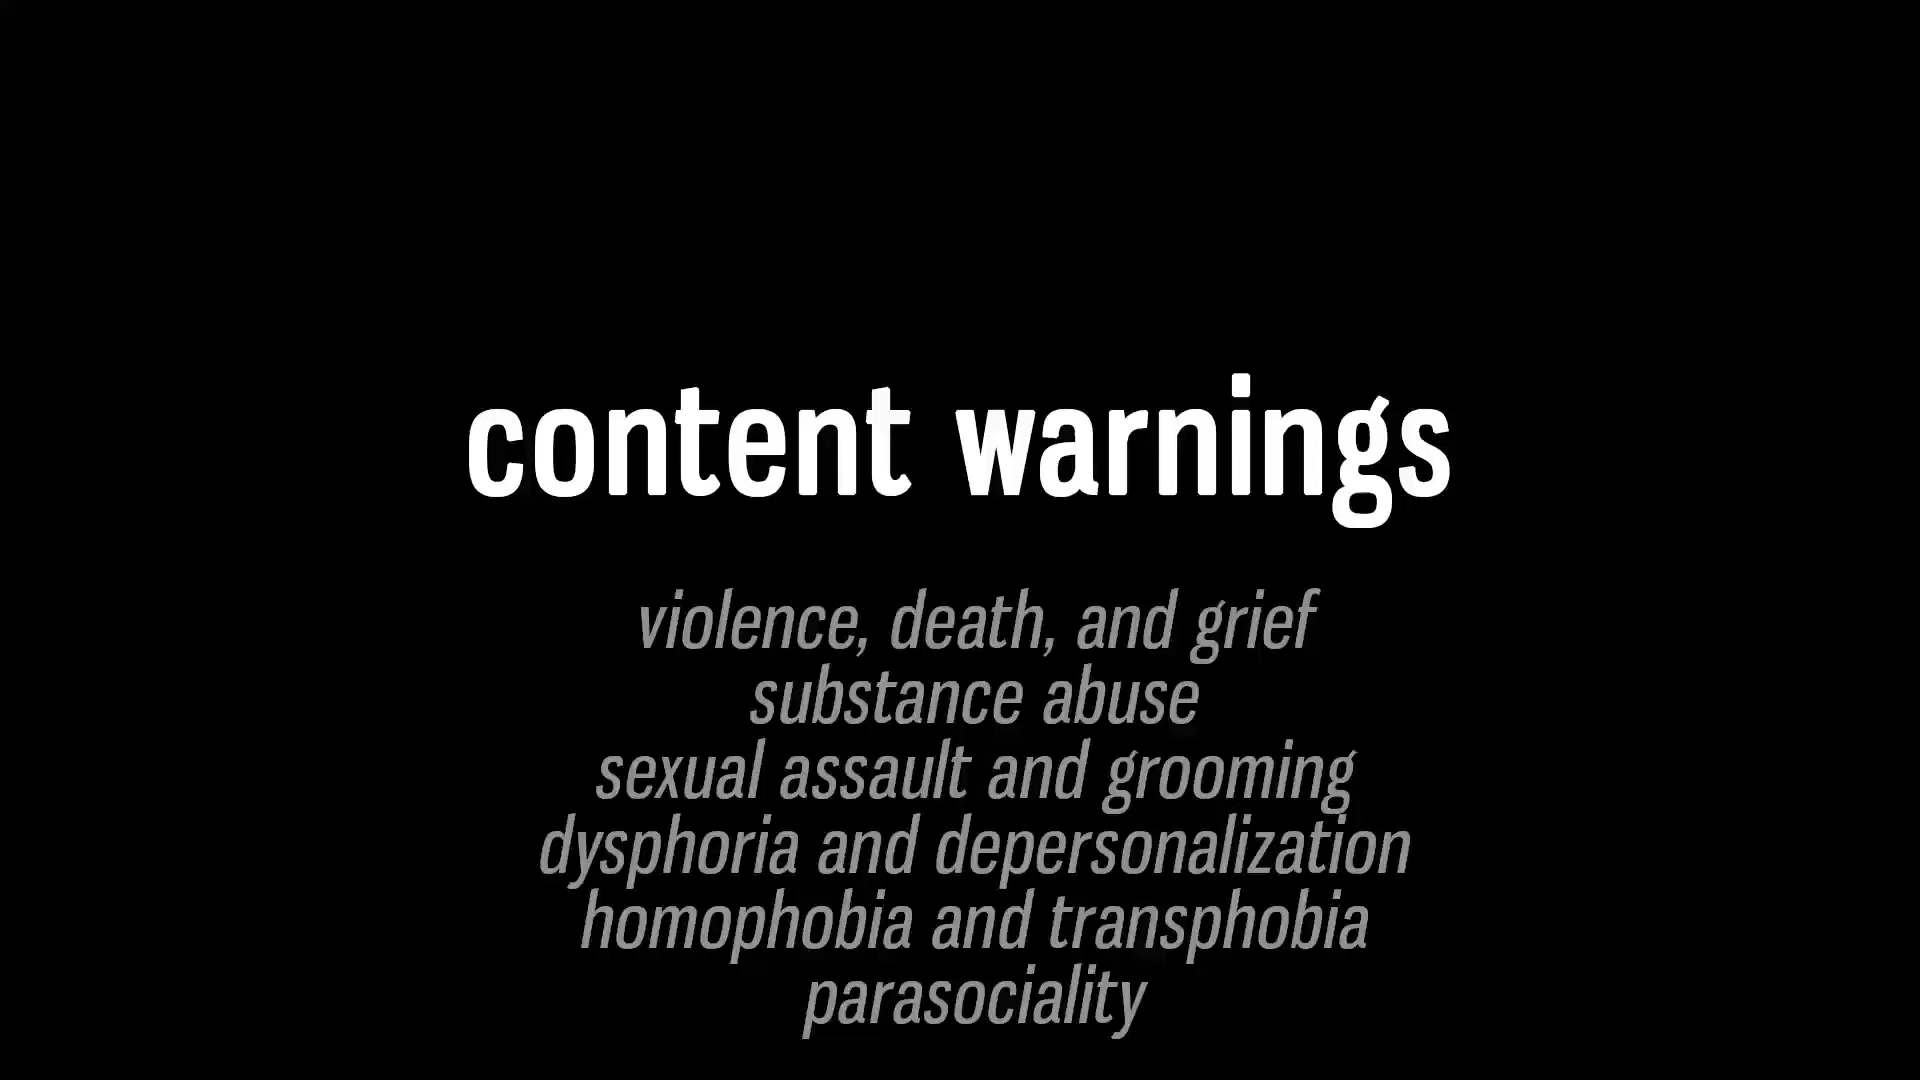 content warnings
violence, death, and grief
substance abuse
sexual assault and grooming
dysphoria and depersonalization
homophobia and transphobia
parasociality